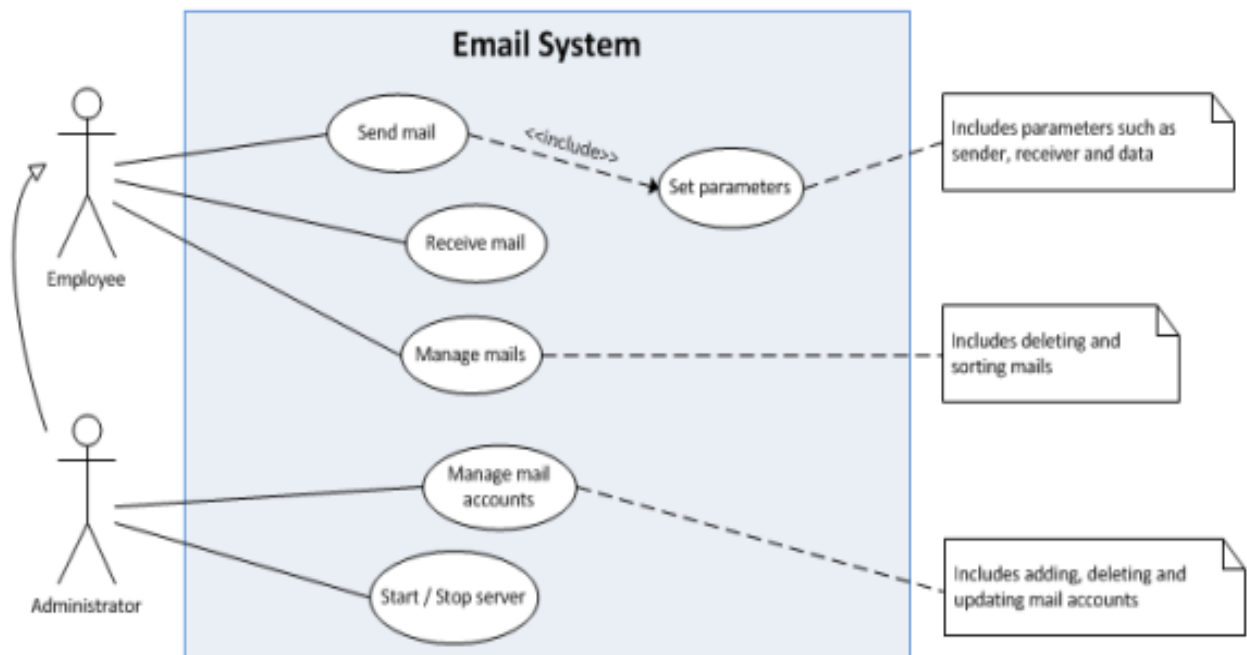 Email System
Send mail
<<include>>
Set parameters
Includes parameters such as
sender, receiver and data
Receive mail
Employee
Manage mails
Includes deleting and
sorting mails
Manage mail
accounts
Start / Stop server
Administrator
Includes adding, deleting and
updating mail accounts